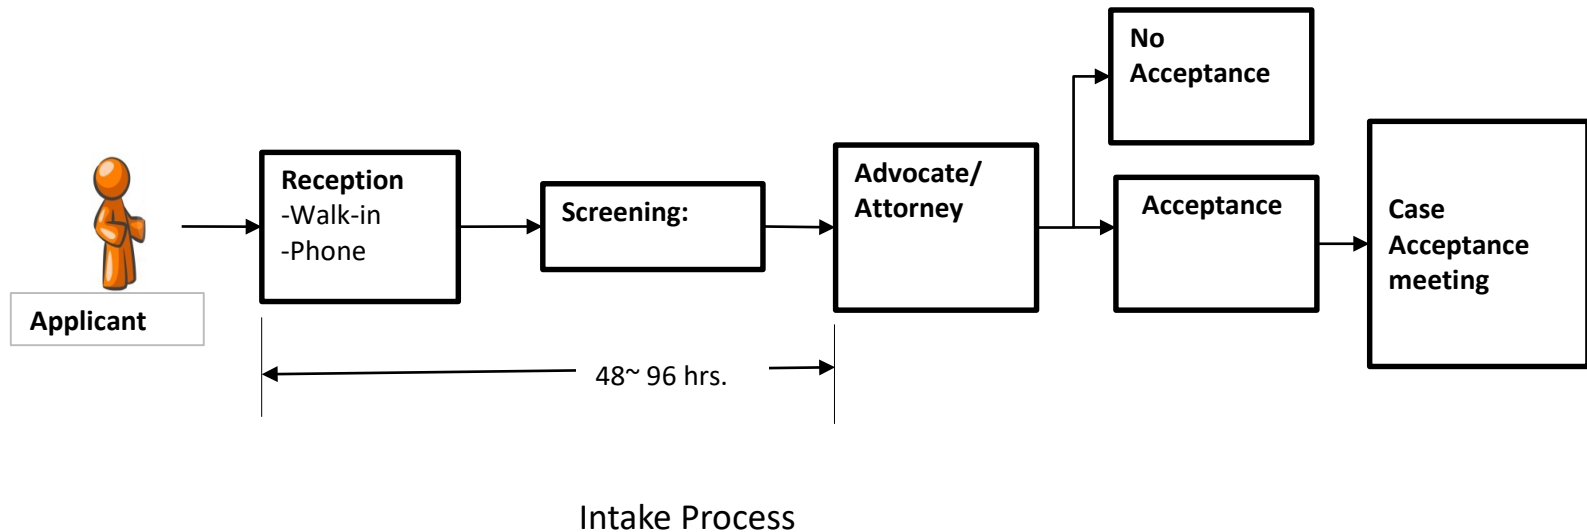 Applicant
Reception
-Walk-in
-Phone
Screening:
Advocate/
Attorney
No
Acceptance
Acceptance
Case
Acceptance
meeting
48~ 96 hrs.
Intake Process